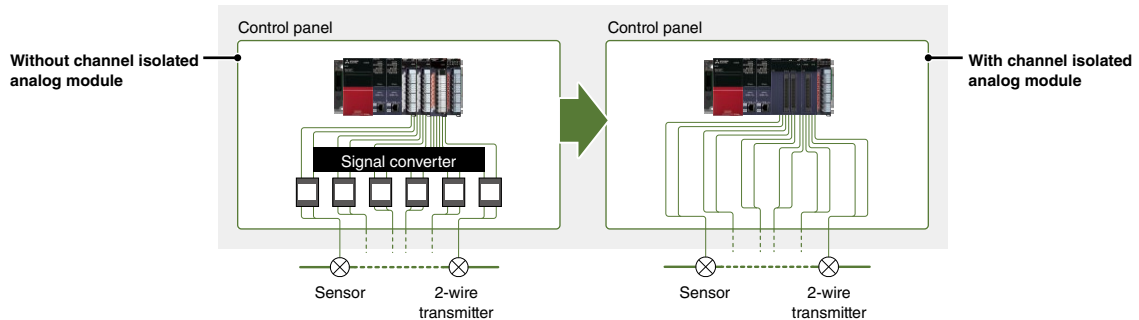 Control panel
Without channel isolated
analog module
Signal converter
Sensor
2-wire
transmitter
Control panel
With channel isolated
analog module
Sensor
2-wire
transmitter